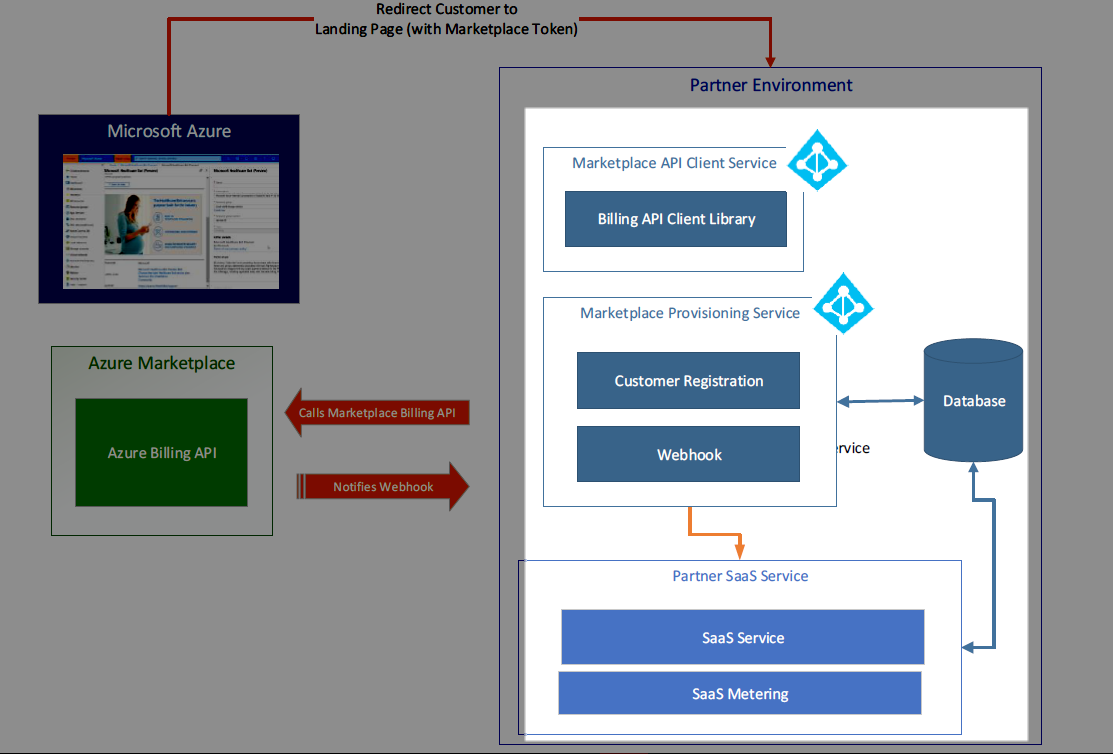 Redirect Customer to
Landing Page (with Marketplace Token)
Partner Environment
Microsoft Azure
Marketplace API Client Service
Billing API Client Library
Marketplace Provisioning Service
Customer Registration
Webhook
rvice
Database
Azure Marketplace
Azure Billing API
Calls Marketplace Billing API
Notifies Webhook
Partner SaaS Service
SaaS Service
SaaS Metering